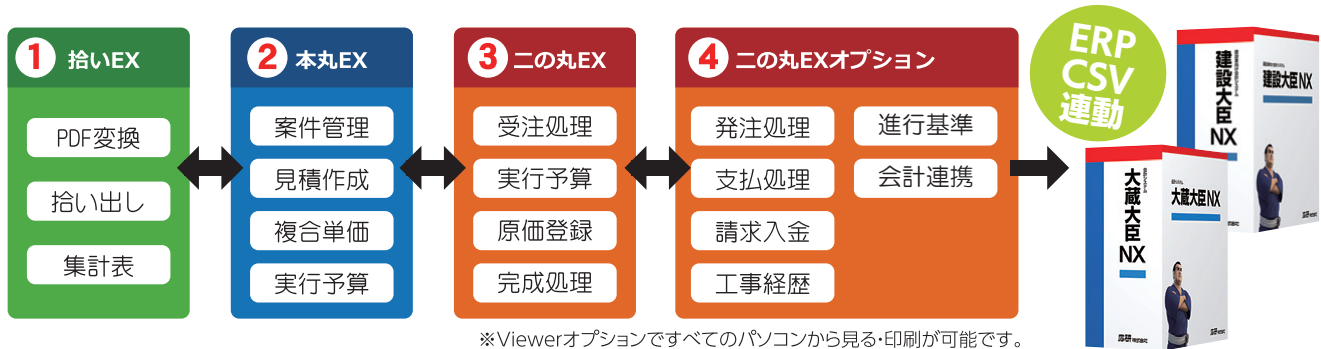 1 拾いEX
PDF変換
拾い出し
集計表
2 本丸EX
案件管理
見積作成
複合単価
実行予算
3 二の丸EX
受注処理
実行予算
原価登録
完成処理
4 二の丸EXオプション
発注処理
支払処理
請求入金
工事経歴
進行基準
会計連携
ERP
CSV
連動
建設大臣
NX
建設大臣NX
大蔵大臣
NX
大蔵大臣NX
※Viewerオプションですべてのパソコンから見る・印刷が可能です。